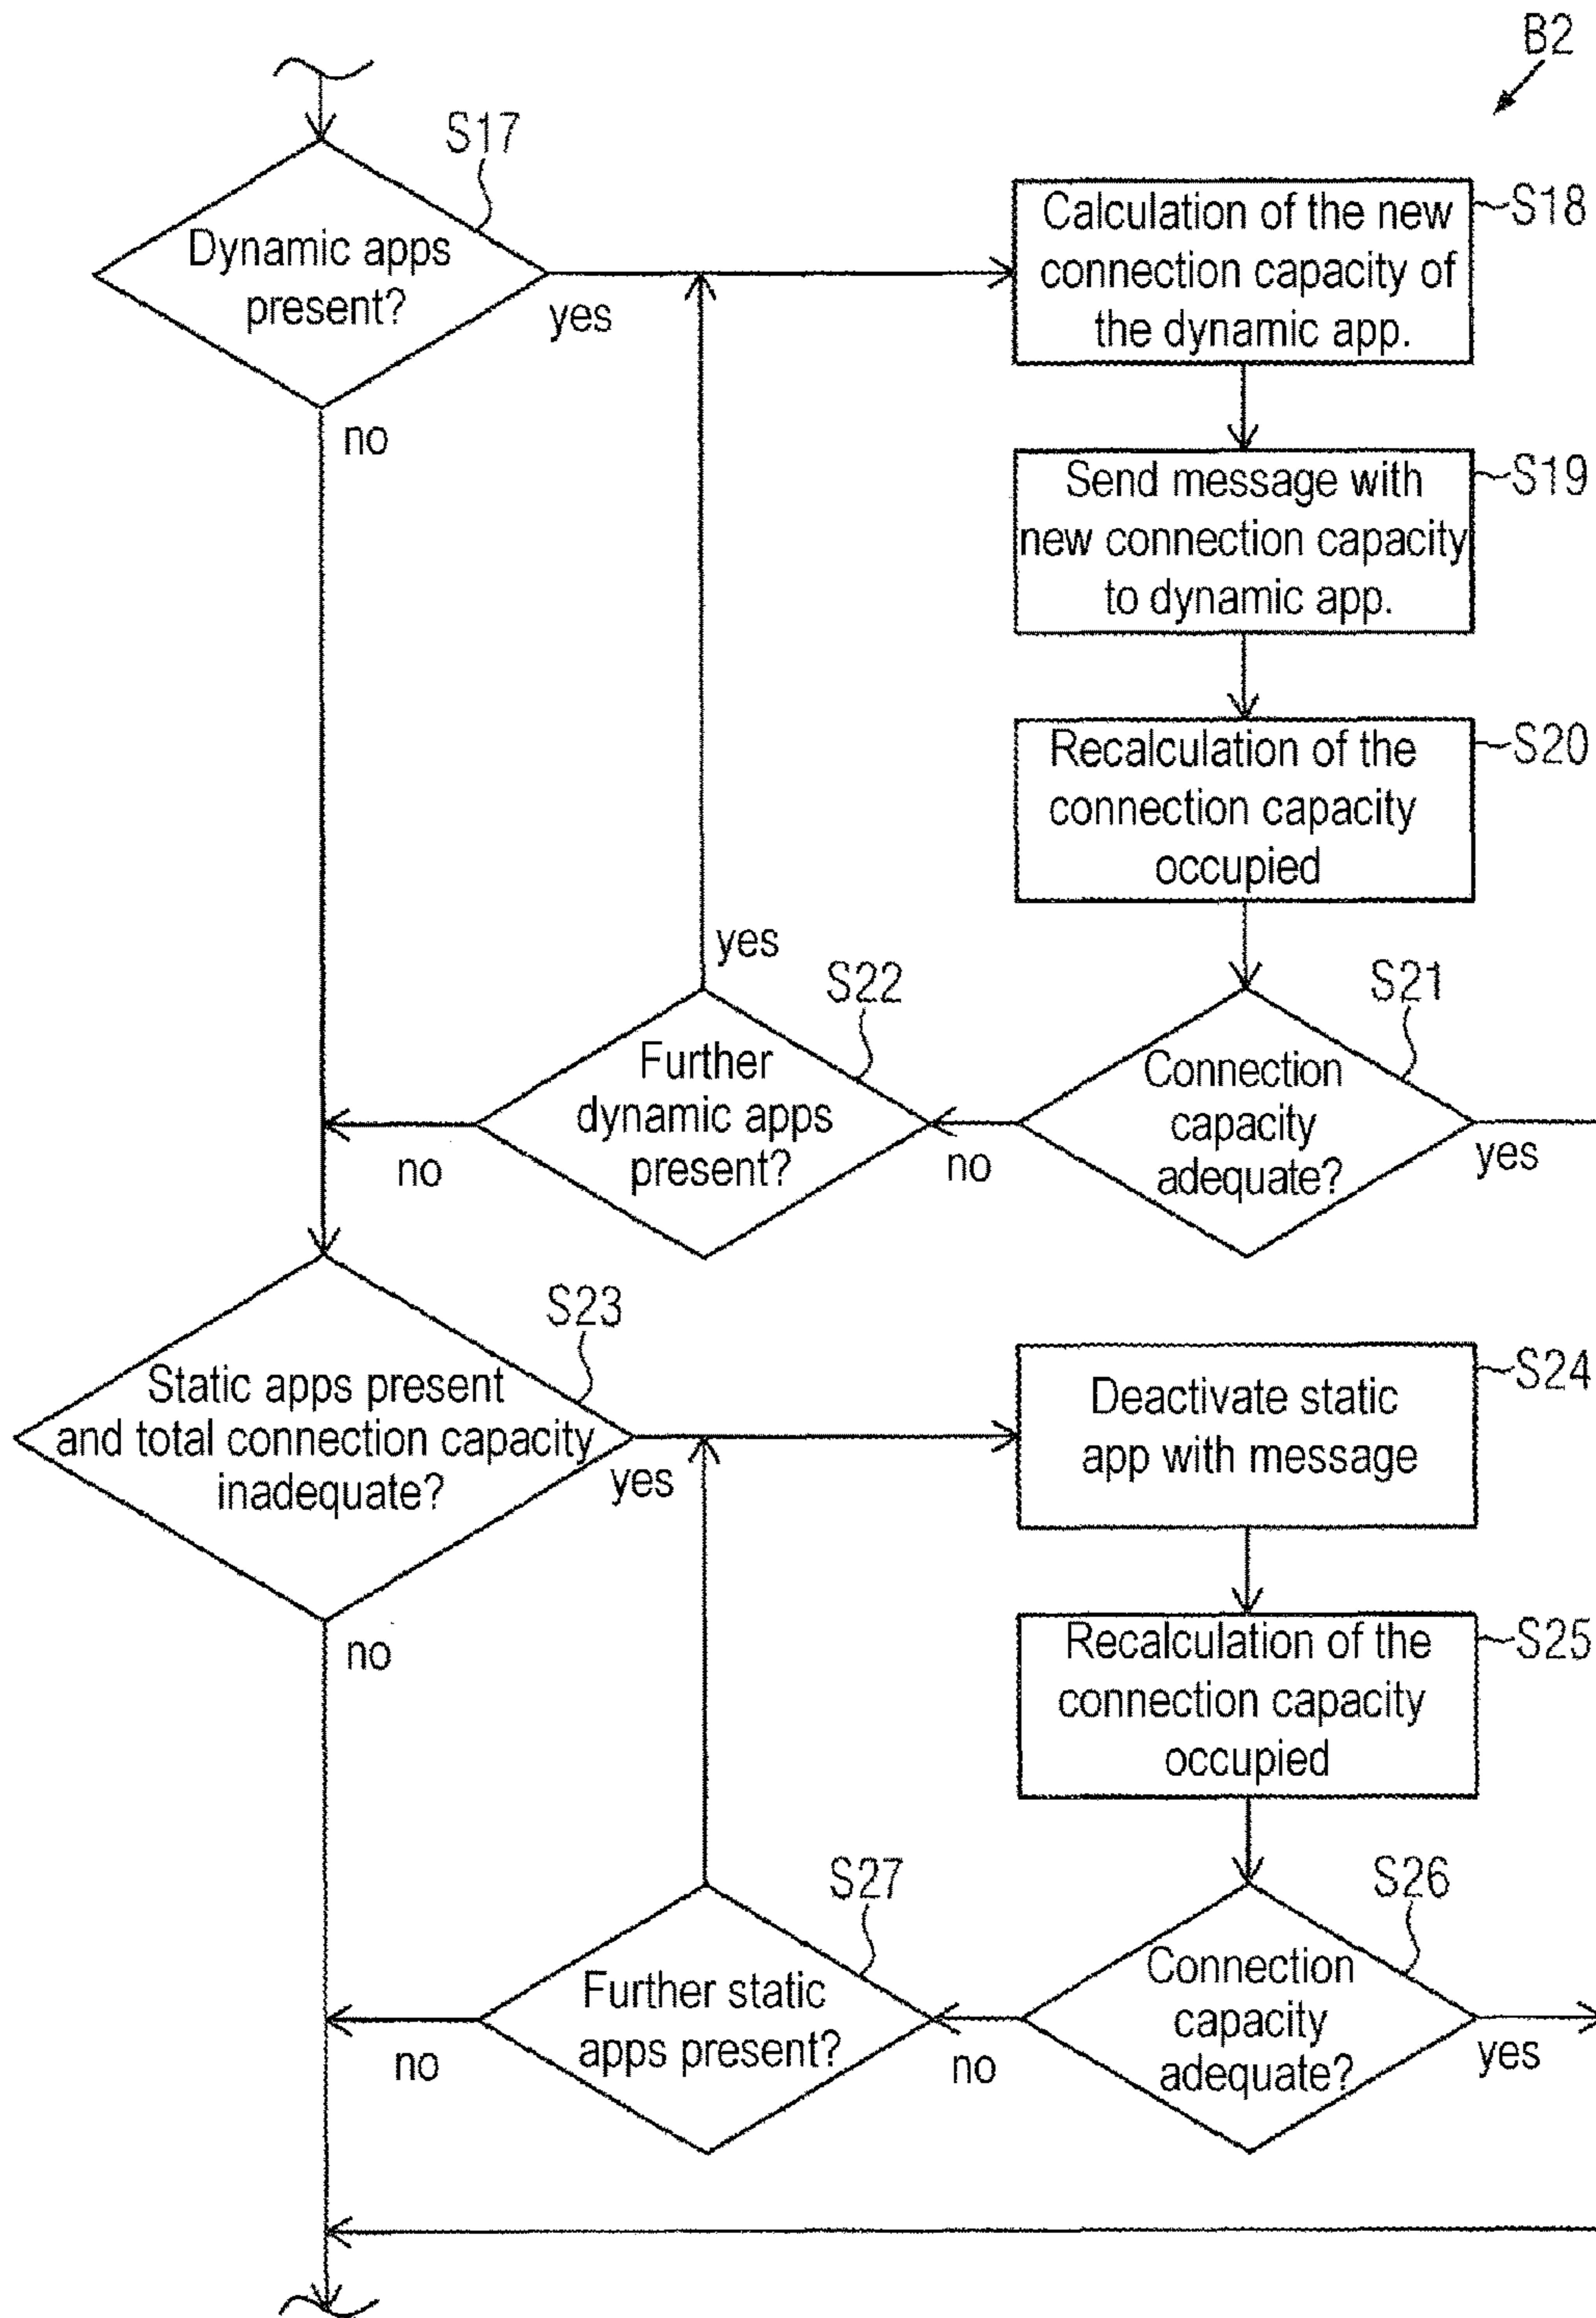 B2
S17
Dynamic apps
present?
yes
no
S18
Calculation of the new
connection capacity of
the dynamic app.
S19
Send message with
new connection capacity
to dynamic app.
S20
Recalculation of the
connection capacity
occupied
yes
S22
Further
dynamic apps
present?
no
no
S21
Connection
capacity
adequate?
yes
S23
Static apps present
and total connection capacity
inadequate?
yes
no
S24
Deactivate static
app with message
S25
Recalculation of the
connection capacity
occupied
S27
Further static
apps present?
no
no
S26
Connection
capacity
adequate?
yes